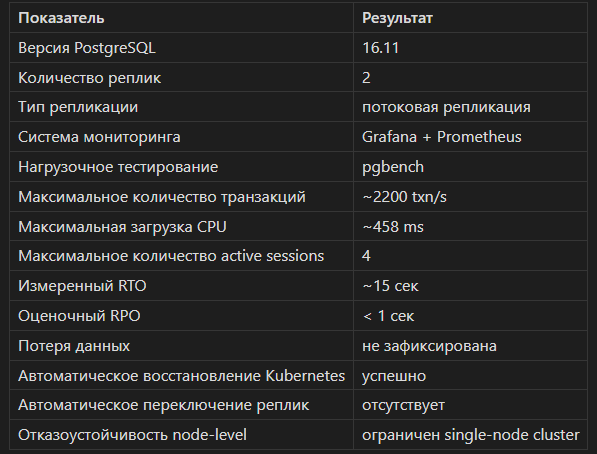 Показатель Результат
Версия PostgreSQL 16.11
Количество реплик 2
Тип репликации потоковая репликация
Система мониторинга Grafana + Prometheus
Нагрузочное тестирование pgbench
Максимальное количество транзакций ~2200 txn/s
Максимальная загрузка CPU ~458 ms
Максимальное количество active sessions 4
Измеренный RTO ~15 сек
Оценочный RPO < 1 сек
Потеря данных не зафиксирована
Автоматическое восстановление Kubernetes успешно
Автоматическое переключение реплик отсутствует
Отказоустойчивость node-level ограничен single-node cluster